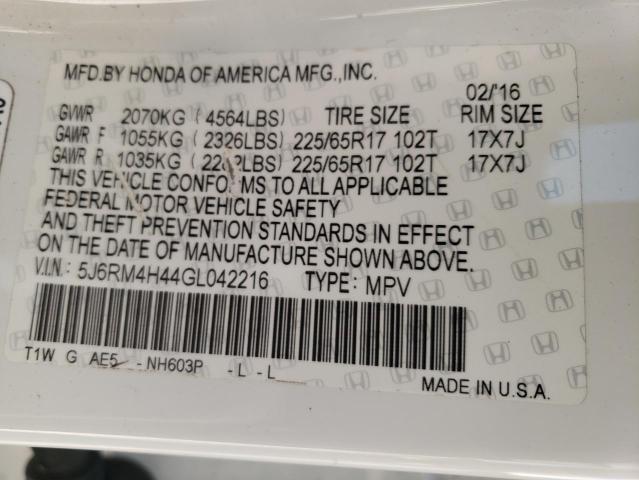 MFD.BY HONDA OF AMERICA MFG.,INC.
02/'16
GVWR 2070KG (4564LBS) TIRE SIZE RIM SIZE
GAWR F 1055KG (2326LBS) 225/65R17 102T 17X7J
GAWR R 1035KG 225/65R17 102T 17X7J
THIS VEHICLE TO ALL APPLICABLE
FEDERAL MOTOR VEHICLE SAFETY
AND THEFT PREVENTION STANDARDS IN EFFECT
ON THE DATE OF MANUFACTURE SHOWN ABOVE.
V.I.N.: 5J6RM4H44GL042216 TYPE: MPV
T1W G AE5 - NH603P - L - L
MADE IN U.S.A.